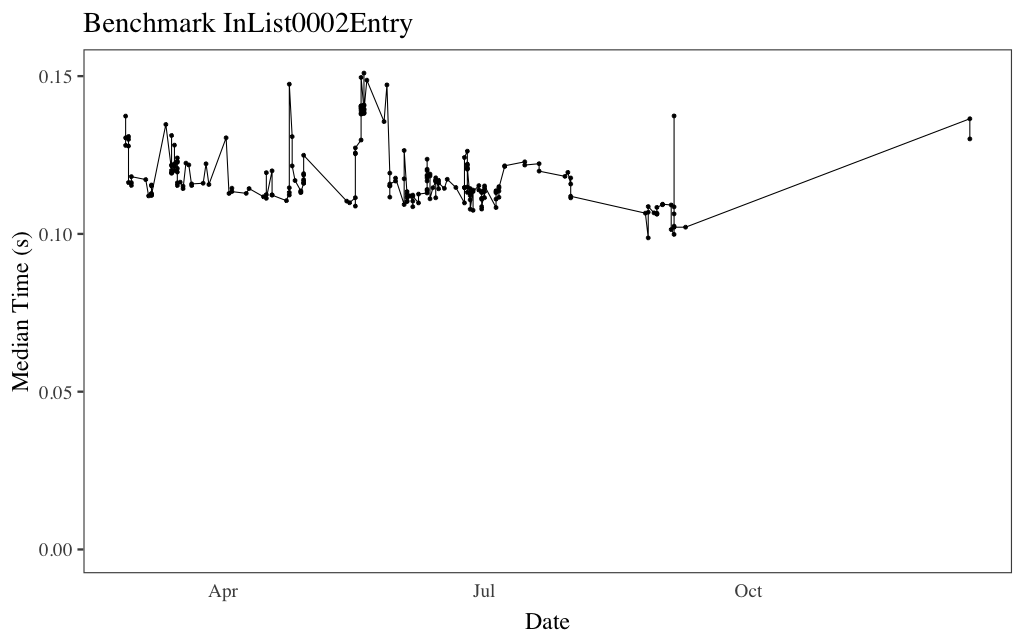 Benchmark InList0002Entry
0.15
0.10
0.05
0.00
Median Time (s)
Apr
Jul
Oct
Date